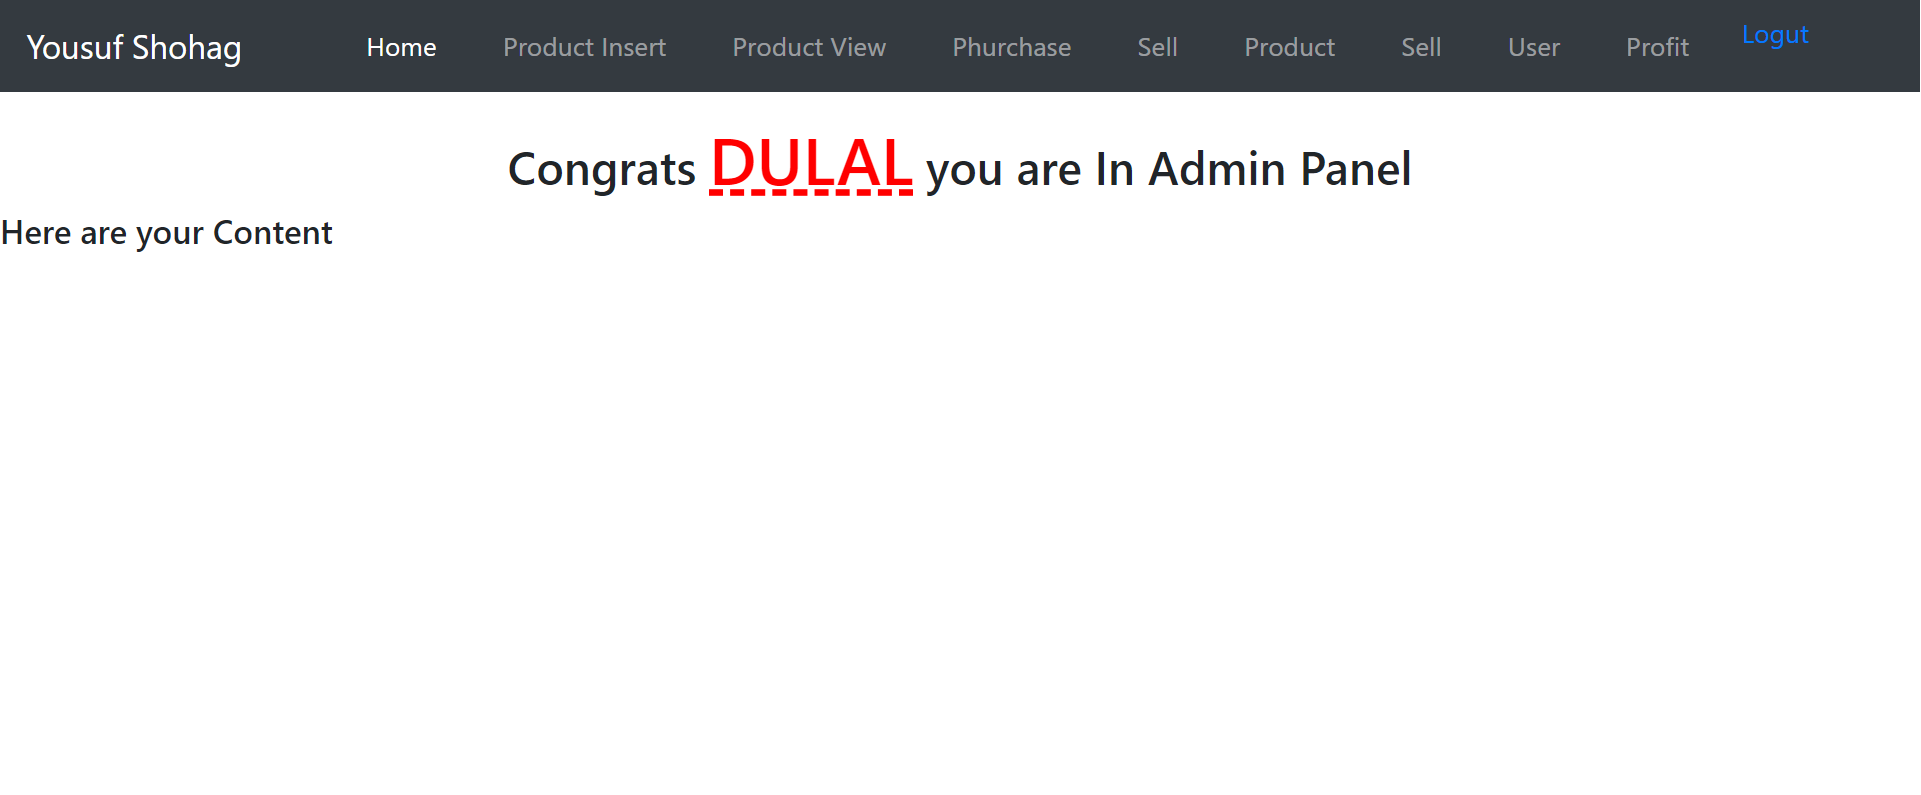 Yousuf Shohag Home Product Insert Product View Phurchase Sell Product Sell User Profit Logut
Congrats DULAL you are In Admin Panel
Here are your Content